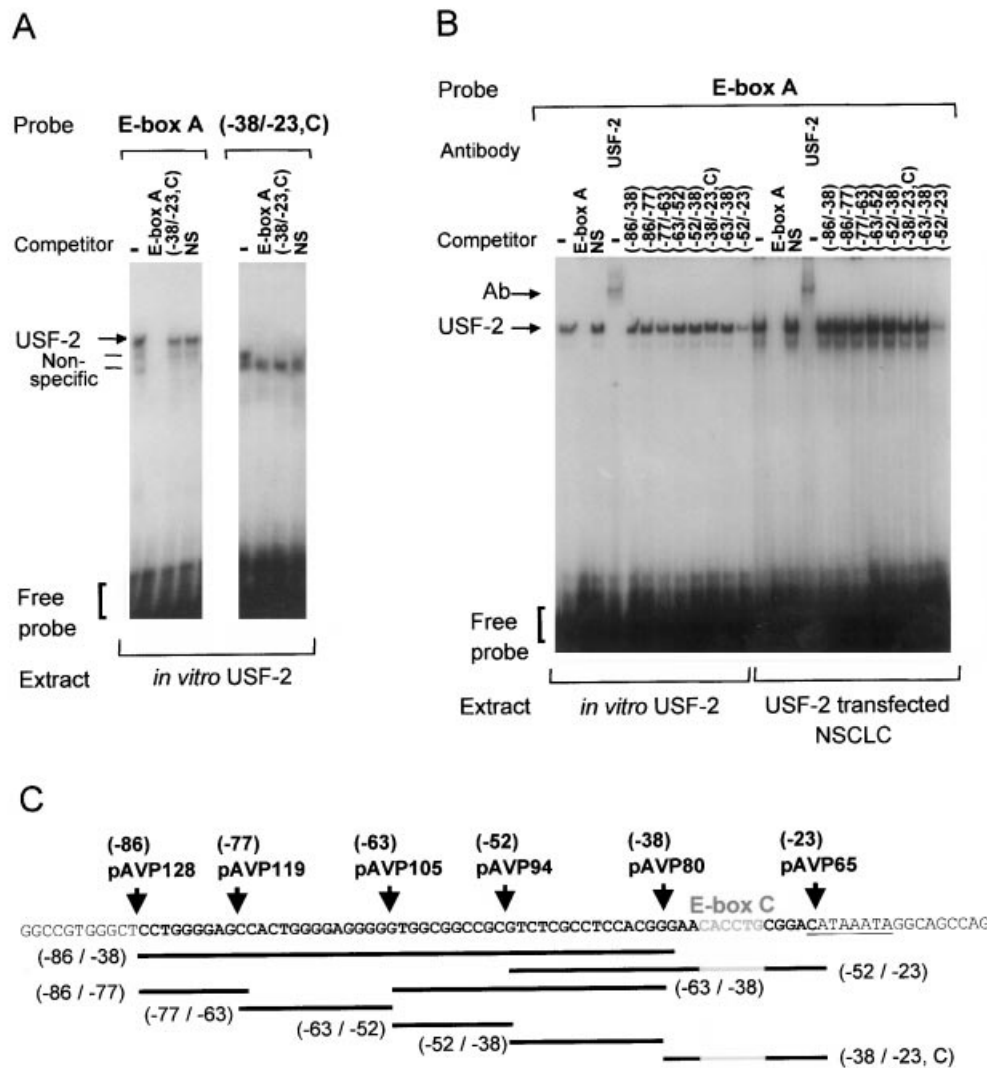 A
Probe E-box A (-38/-23,C)
Competitor - E-box A (-38/-23,C) NS - E-box A (-38/-23,C) NS
USF-2
Non-
specific
Free
probe
Extract in vitro USF-2
B
Probe E-box A
Antibody USF-2 USF-2
Competitor - E-box A NS - (-86/-38) (-86/-77) (-77/-63) (-63/-52) (-52/-38) (-38/-23,C) (-63/-38) (-52/-23) - E-box A NS - (-86/-38) (-86/-77) (-77/-63) (-63/-52) (-52/-38) (-38/-23,C) (-63/-38) (-52/-23)
Ab
USF-2
Free
probe
Extract in vitro USF-2 USF-2 transfected
NSCLC
C
(-86) (-77) (-63) (-52) (-38) (-23)
pAVP128 pAVP119 pAVP105 pAVP94 pAVP80 pAVP65
E-box C
GGCCGTGGGCTCCTGGGGAGCCACTGGGGAGGGGGTGGCGGCCGCGTCTCGCCTCCACGGGAACACCTGCGGACATAAATAGGCAGCCAG
(-86 / -38)
(-52 / -23)
(-86 / -77) (-63 / -38)
(-77 / -63)
(-63 / -52)
(-52 / -38)
(-38 / -23, C)